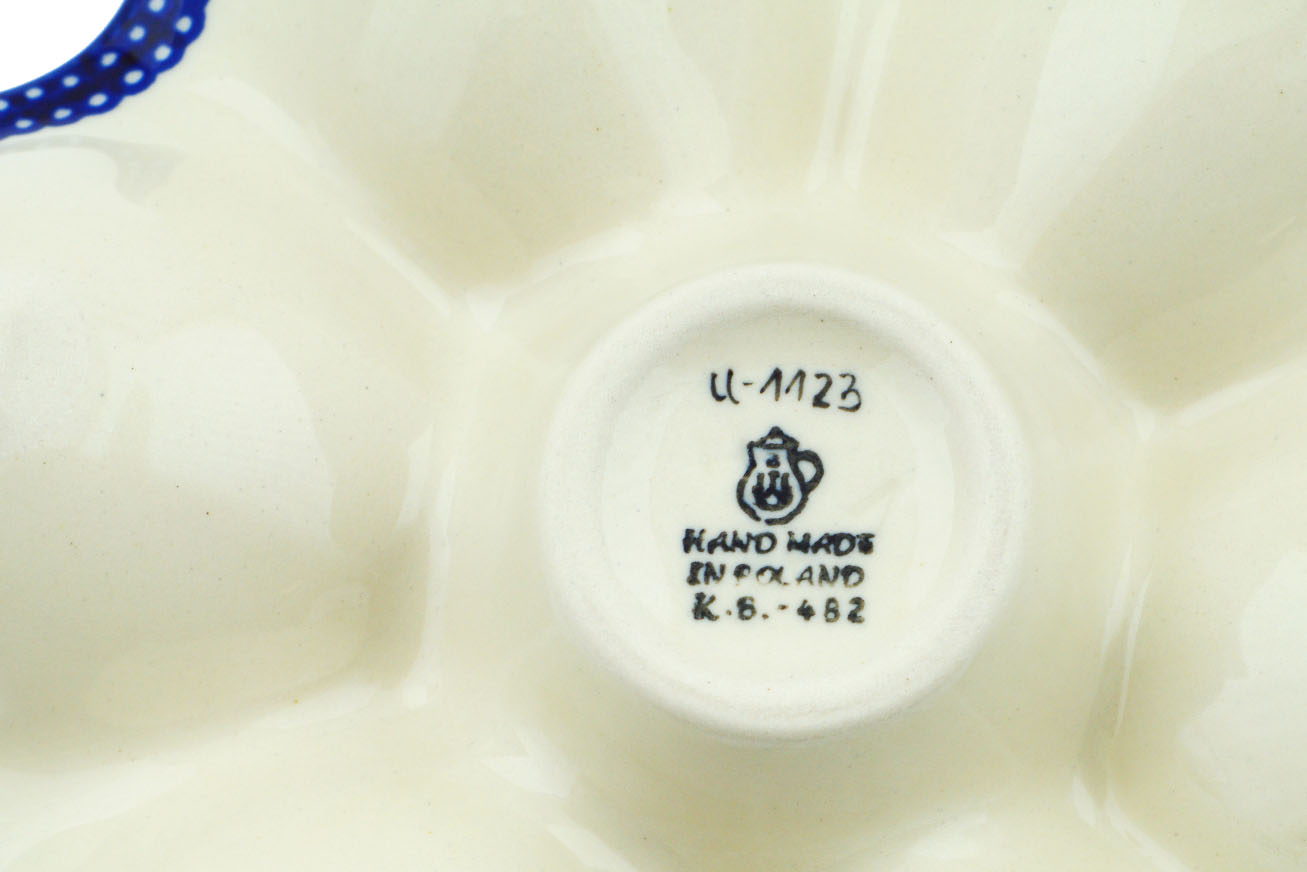 U-1123
HAND MADE
IN POLAND
K.B.-482